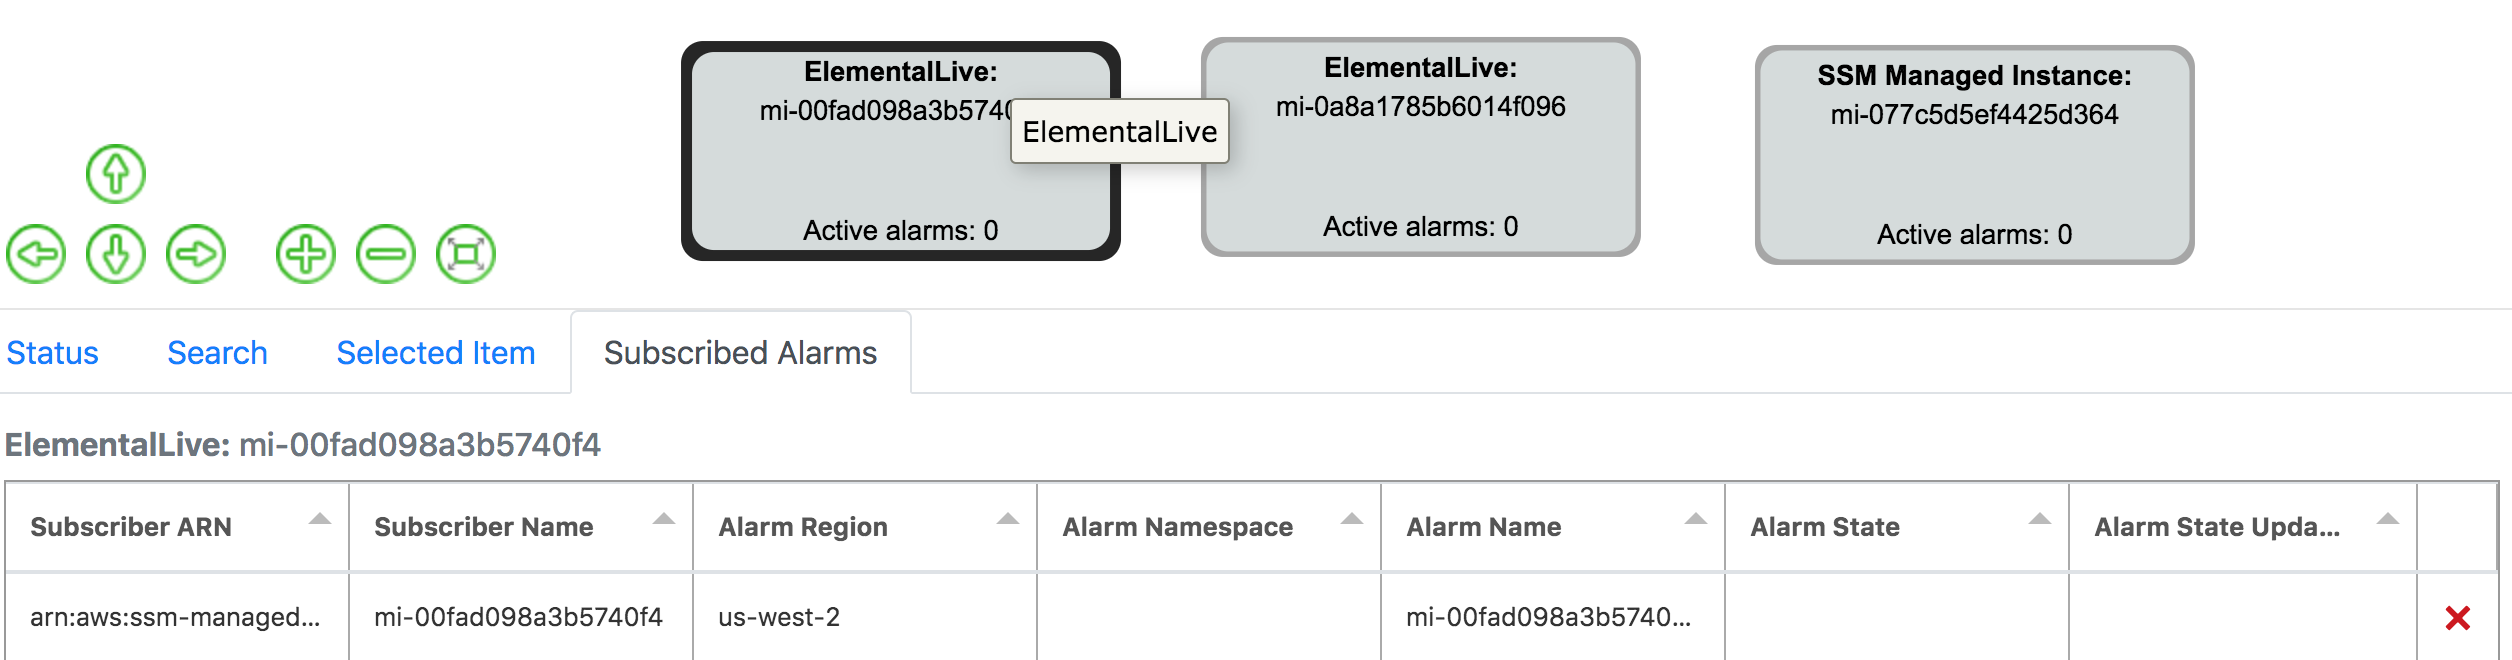 ElementalLive:
mi-00fad098a3b5740
ElementalLive
Active alarms: 0
ElementalLive:
mi-0a8a1785b6014f096
Active alarms: 0
SSM Managed Instance:
mi-077c5d5ef4425d364
Active alarms: 0
Status Search Selected Item Subscribed Alarms
ElementalLive: mi-00fad098a3b5740f4
Subscriber ARN Subscriber Name Alarm Region Alarm Namespace Alarm Name Alarm State Alarm State Upda...
arn:aws:ssm-managed... mi-00fad098a3b5740f4 us-west-2 mi-00fad098a3b5740...